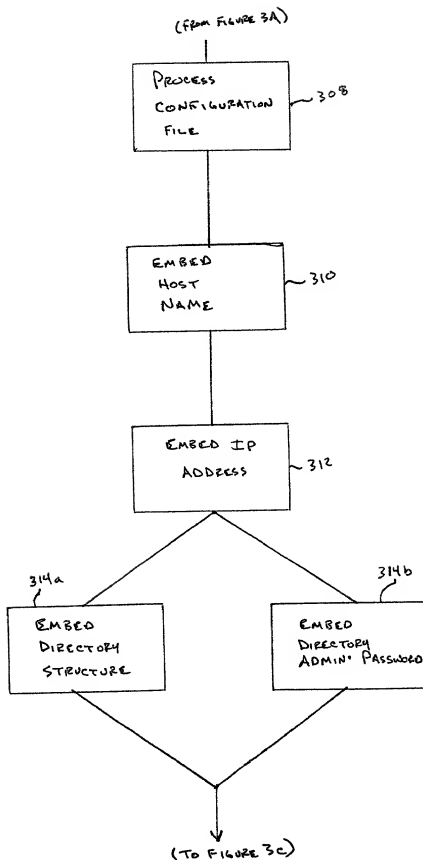 (FROM FIGURE 3A)
PROCESS
CONFIGURATION
FILE
308
EMBED
HOST
NAME
310
EMBED IP
ADDRESS
312
314a
EMBED
DIRECTORY
STRUCTURE
314b
EMBED
DIRECTORY
ADMIN. PASSWORD
(TO FIGURE 3C)